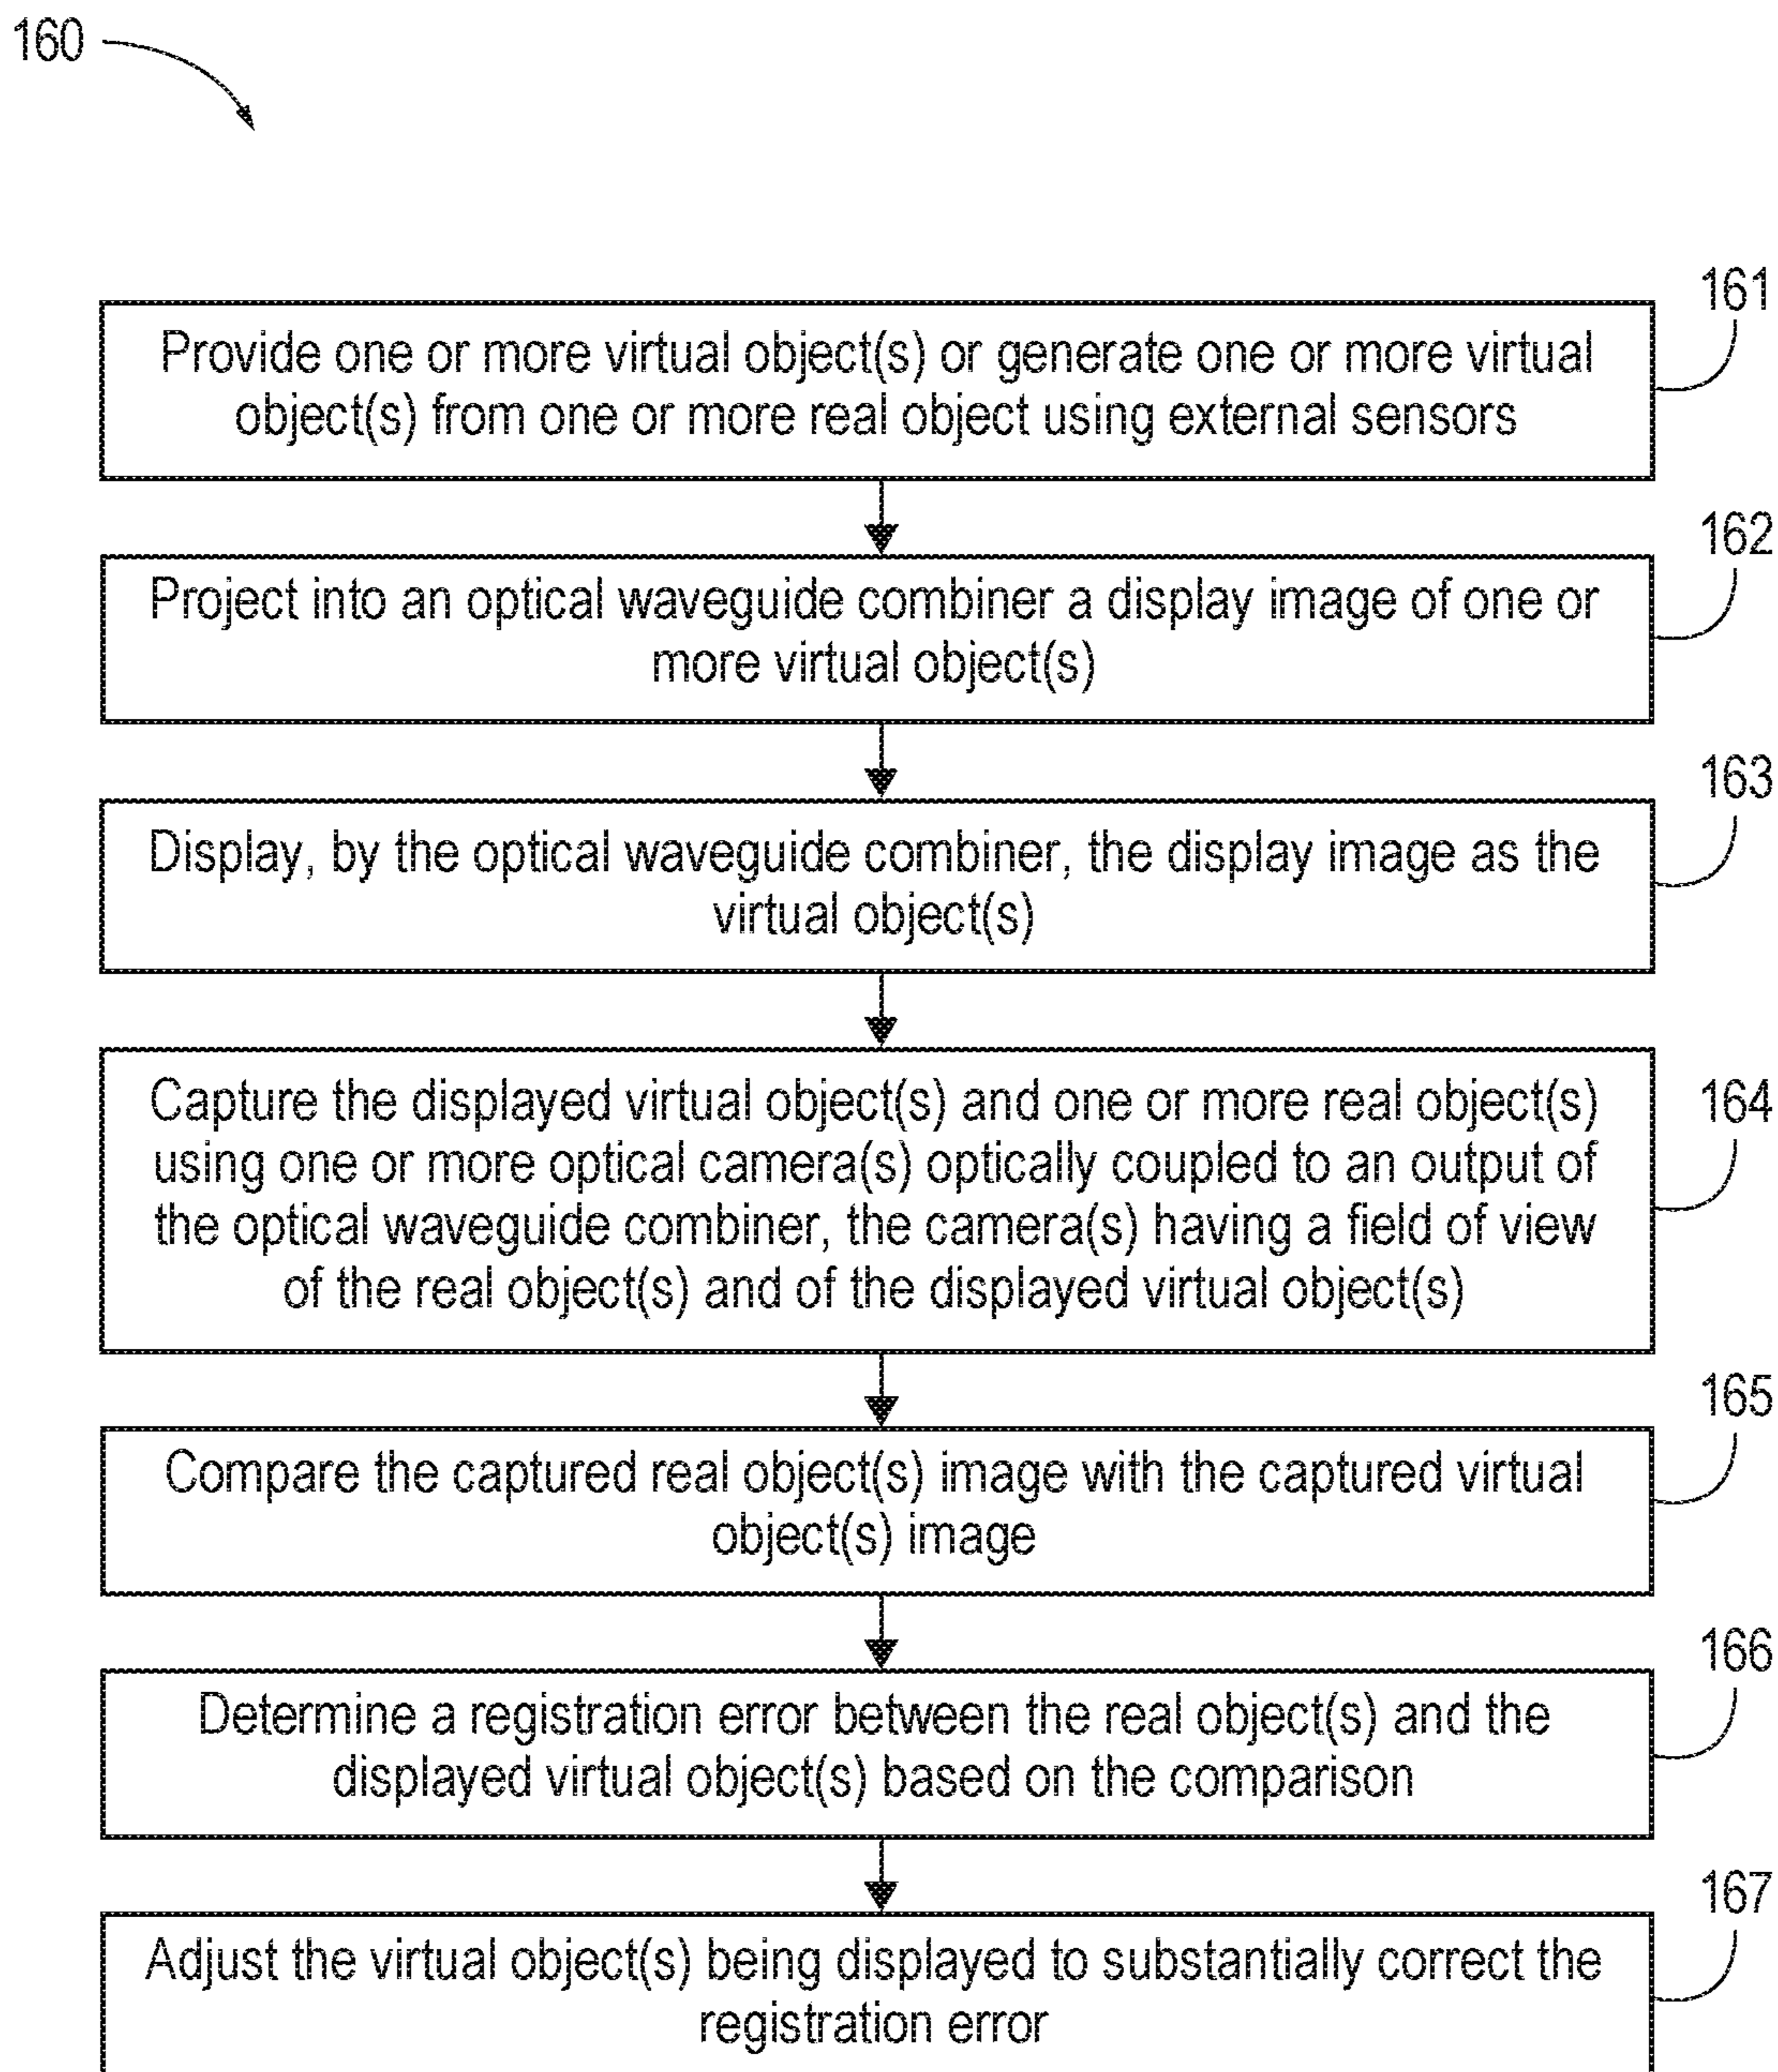 160
161
Provide one or more virtual object(s) or generate one or more virtual
object(s) from one or more real object using external sensors
162
Project into an optical waveguide combiner a display image of one or
more virtual object(s)
163
Display, by the optical waveguide combiner, the display image as the
virtual object(s)
164
Capture the displayed virtual object(s) and one or more real object(s)
using one or more optical camera(s) optically coupled to an output of
the optical waveguide combiner, the camera(s) having a field of view
of the real object(s) and of the displayed virtual object(s)
165
Compare the captured real object(s) image with the captured virtual
object(s) image
166
Determine a registration error between the real object(s) and the
displayed virtual object(s) based on the comparison
167
Adjust the virtual object(s) being displayed to substantially correct the
registration error